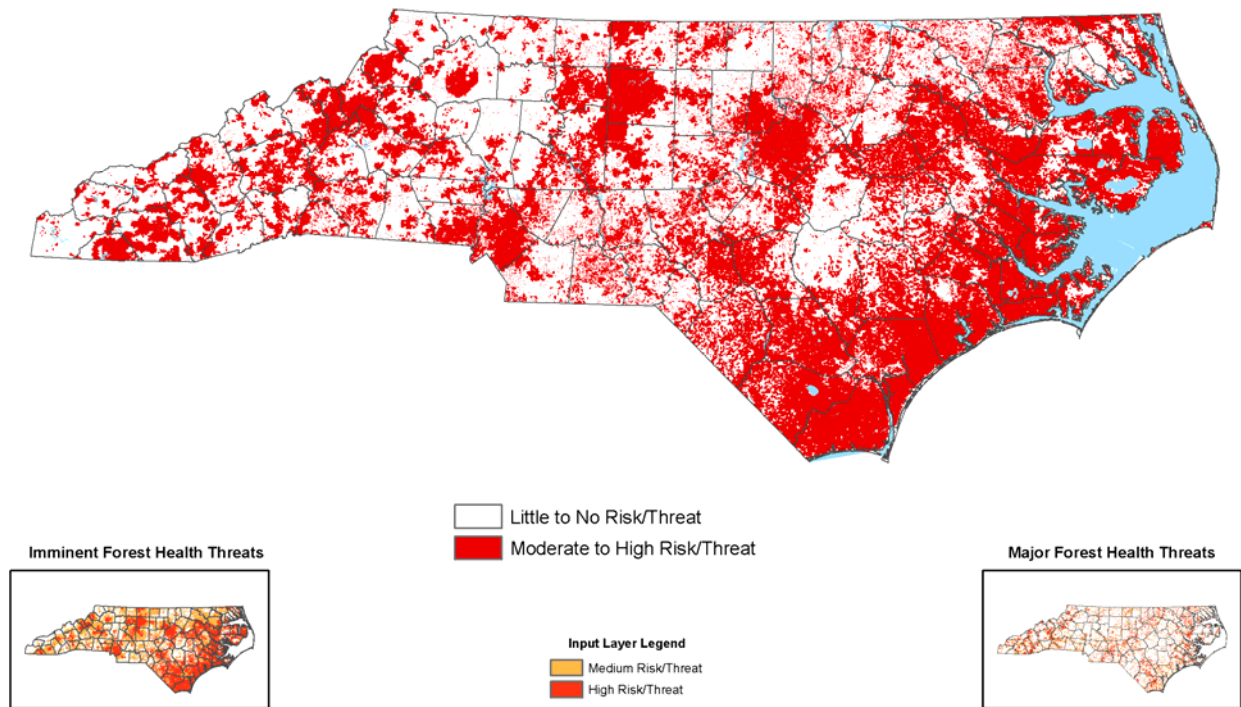 Little to No Risk/Threat
Moderate to High Risk/Threat
Imminent Forest Health Threats
Major Forest Health Threats
Input Layer Legend
Medium Risk/Threat
High Risk/Threat